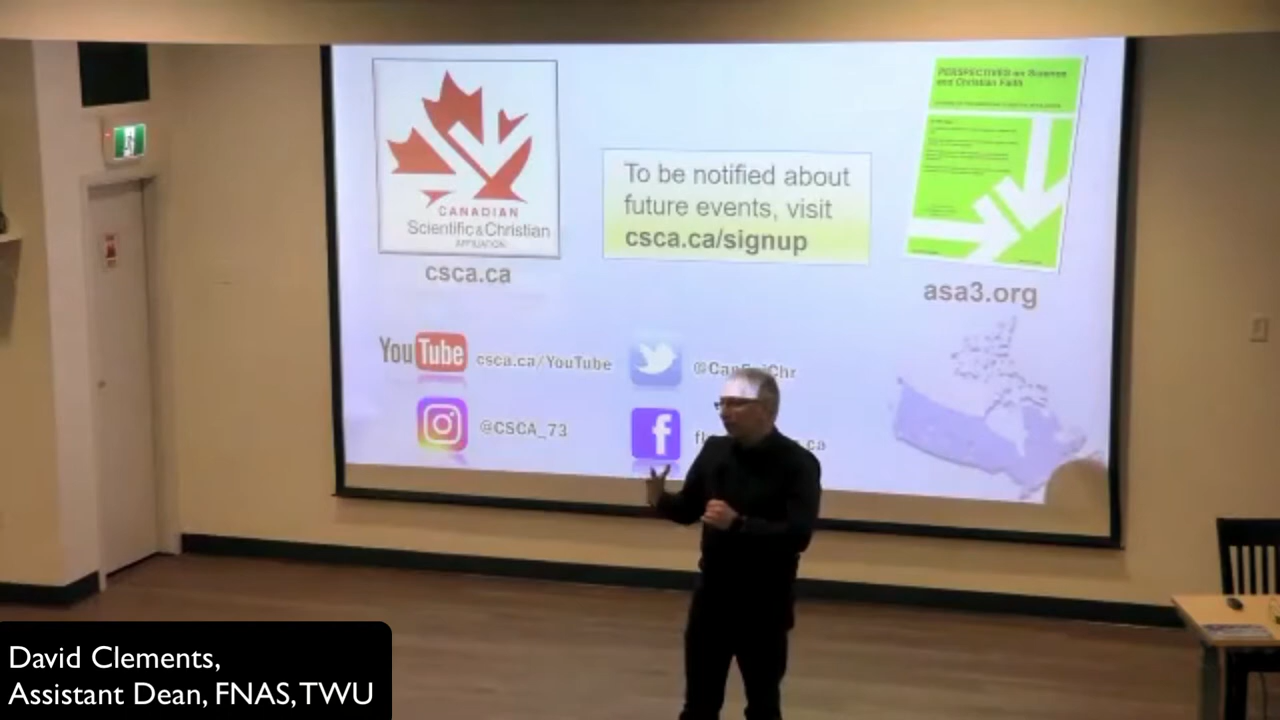 CANADIAN
Scientific & Christian
AFFILIATION
csca.ca
To be notified about
future events, visit
csca.ca/signup
PERSPECTIVES on Science
and Christian Faith
asa3.org
YouTube
csca.ca/YouTube
@CSCA_73
f
David Clements,
Assistant Dean, FNAS, TWU